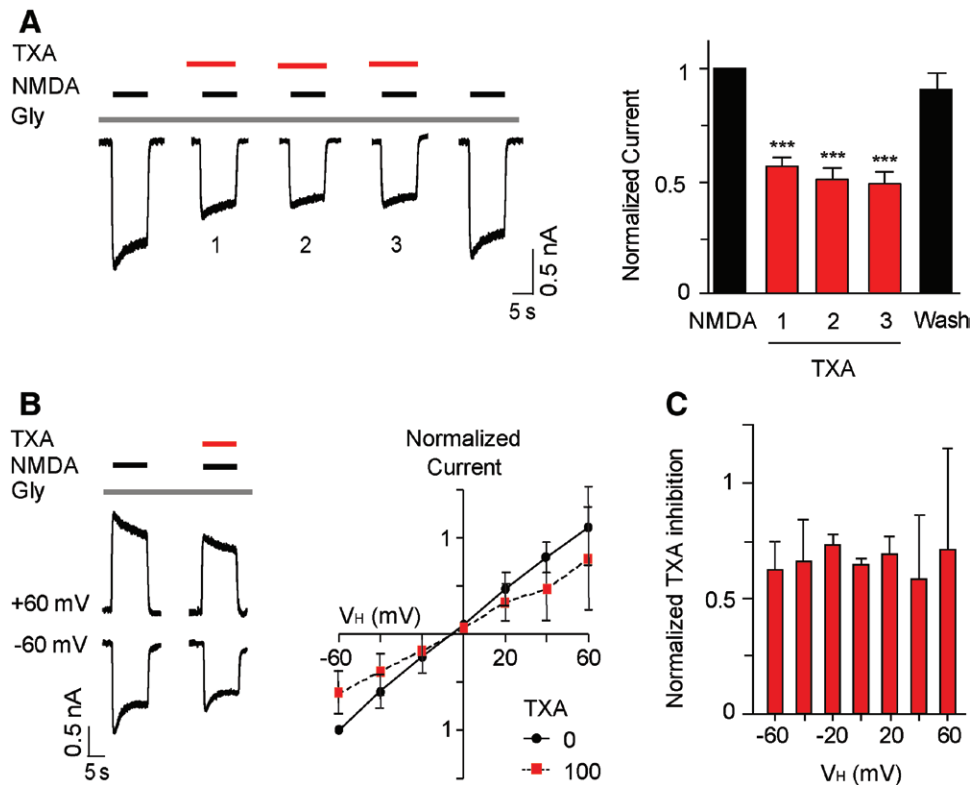 A
TXA
NMDA
Gly
1 2 3
0.5 nA
5 s
Normalized Current
1
0.5
0
*** *** ***
NMDA 1 2 3 Wash
TXA
B
TXA
NMDA
Gly
+60 mV
-60 mV
0.5 nA
5 s
Normalized
Current
1
VH (mV)
-60 20 60
1
TXA
0
100
C
Normalized TXA inhibition
1
0.5
0
-60 -20 20 60
VH (mV)